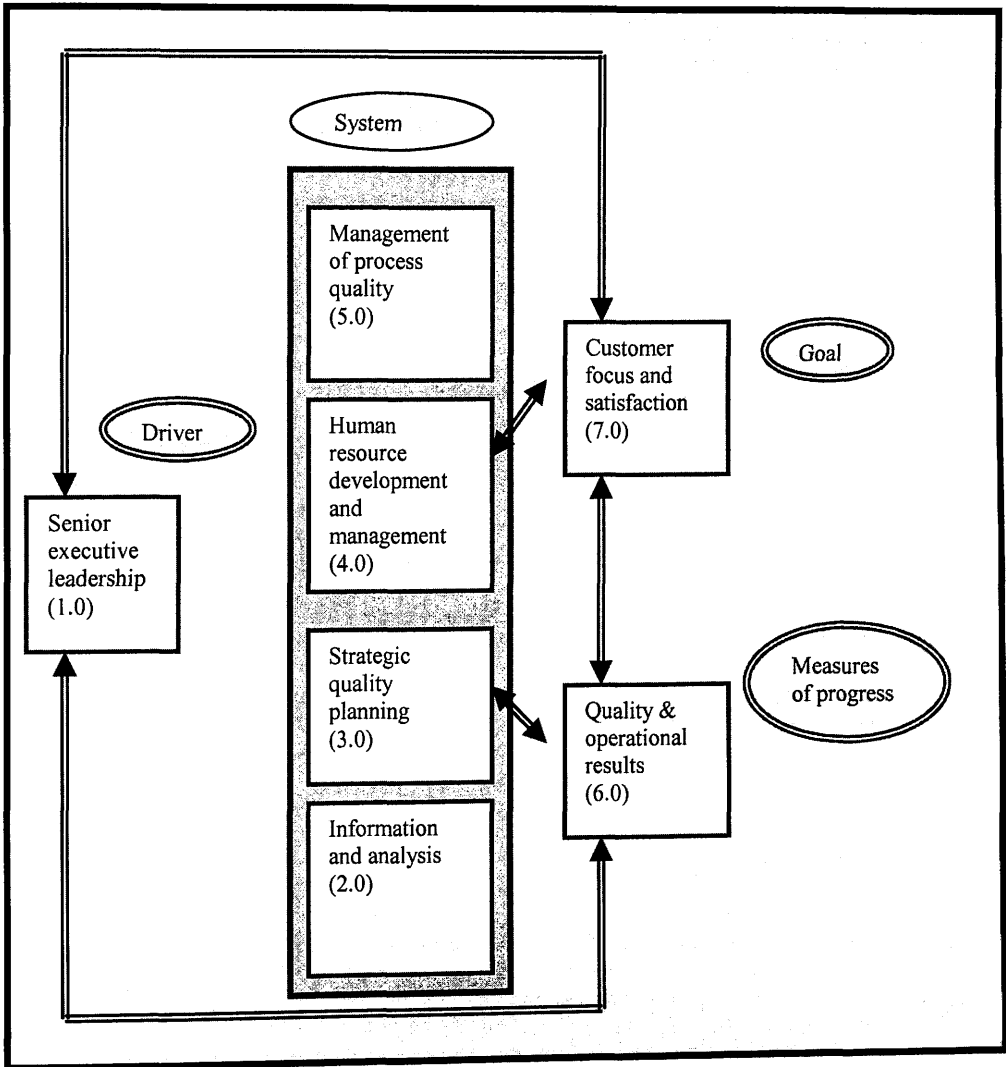 System
Management
of process
quality
(5.0)
Customer
focus and
satisfaction
(7.0)
Goal
Driver
Human
resource
development
and
management
(4.0)
Senior
executive
leadership
(1.0)
Strategic
quality
planning
(3.0)
Measures
of progress
Quality &
operational
results
(6.0)
Information
and analysis
(2.0)